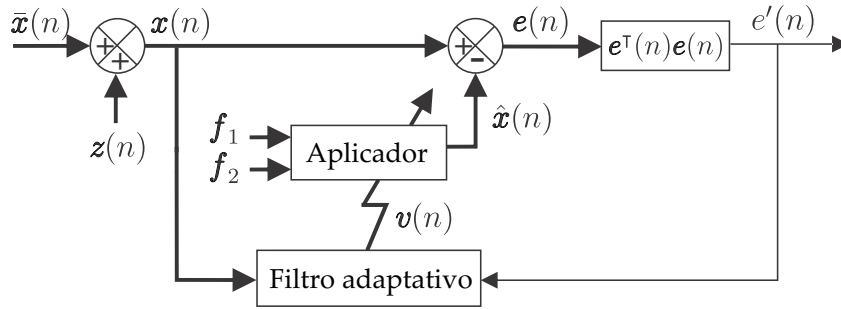 x̄(n)
x(n)
e(n)
e′(n)
+
+
+
-
eᵀ(n)e(n)
z(n)
f₁
f₂
Aplicador
x̂(n)
v(n)
Filtro adaptativo